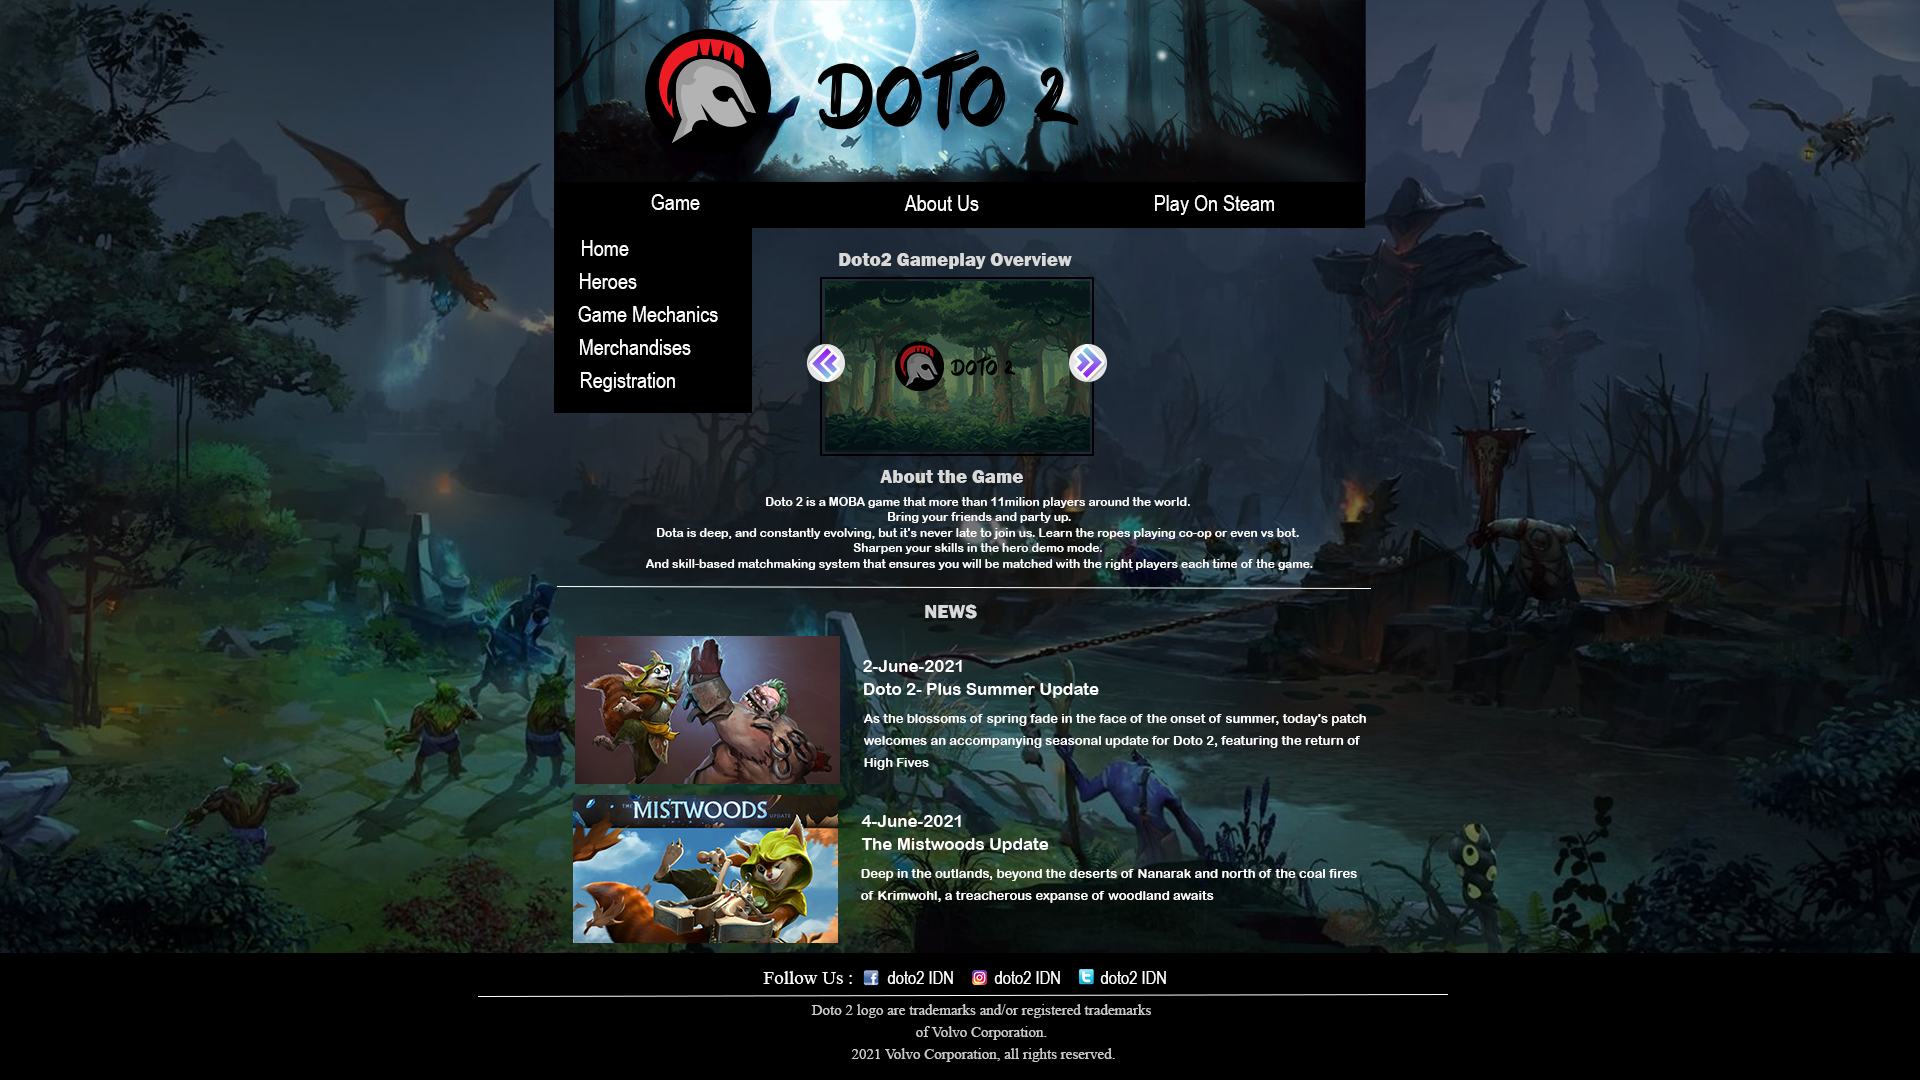 DOTO 2
Game
About Us
Play On Steam
Home
Heroes
Game Mechanics
Merchandises
Registration
Doto2 Gameplay Overview
DOTO 2
About the Game
Doto 2 is a MOBA game that more than 11milion players around the world.
Bring your friends and party up.
Dota is deep, and constantly evolving, but it's never late to join us. Learn the ropes playing co-op or even vs bot.
Sharpen your skills in the hero demo mode.
And skill-based matchmaking system that ensures you will be matched with the right players each time of the game.
NEWS
2-June-2021
Doto 2- Plus Summer Update
As the blossoms of spring fade in the face of the onset of summer, today's patch
welcomes an accompanying seasonal update for Doto 2, featuring the return of
High Fives
THE MISTWOODS UPDATE
4-June-2021
The Mistwoods Update
Deep in the outlands, beyond the deserts of Nanarak and north of the coal fires
of Krimwohl, a treacherous expanse of woodland awaits
Follow Us : doto2 IDN doto2 IDN doto2 IDN
Doto 2 logo are trademarks and/or registered trademarks
of Volvo Corporation.
2021 Volvo Corporation, all rights reserved.